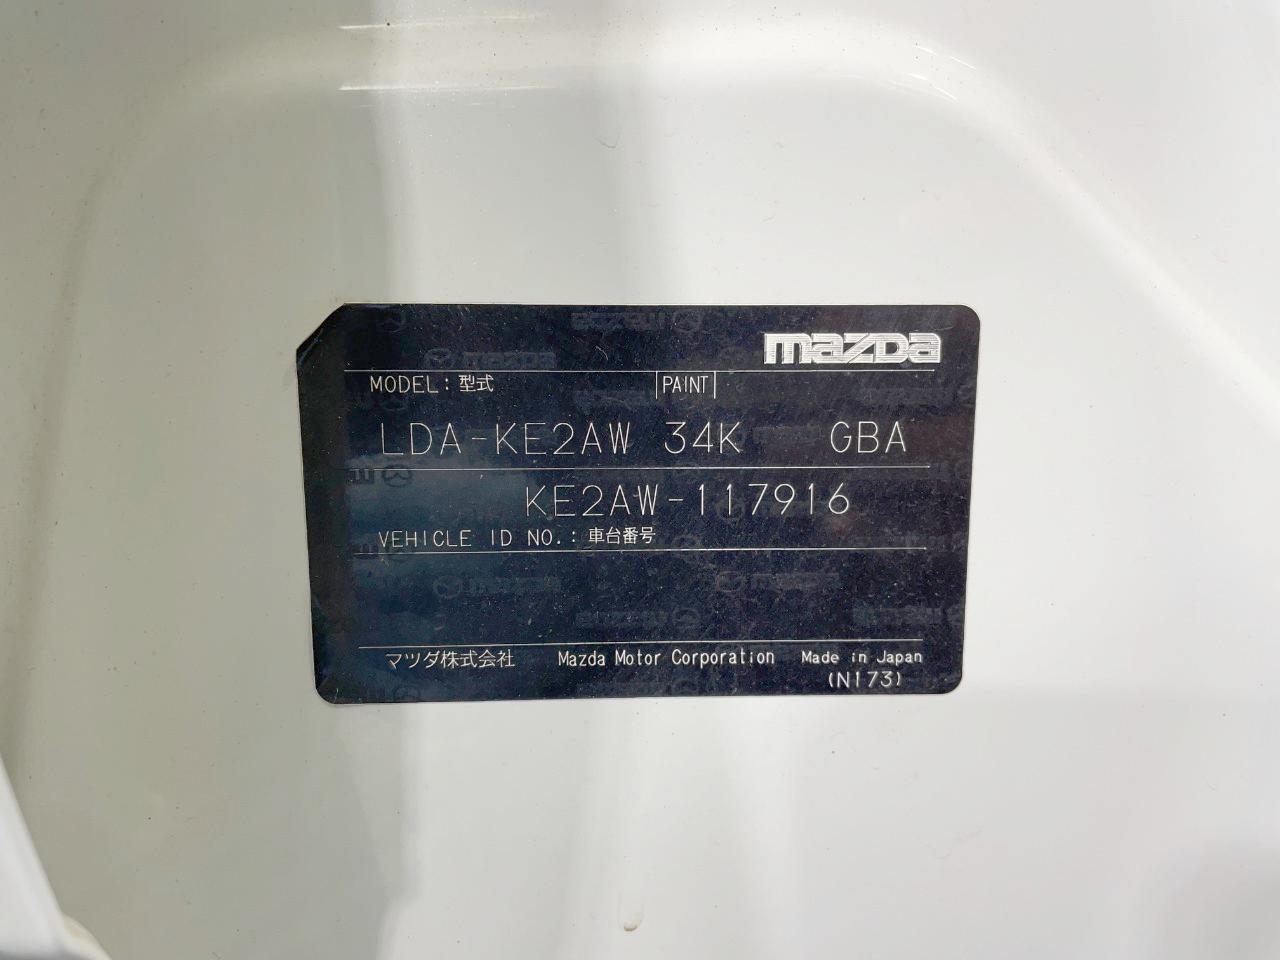 mazda
MODEL: 型式 PAINT
LDA-KE2AW 34K GBA
KE2AW-117916
VEHICLE ID NO.: 車台番号
マツダ株式会社 Mazda Motor Corporation Made in Japan
(N173)